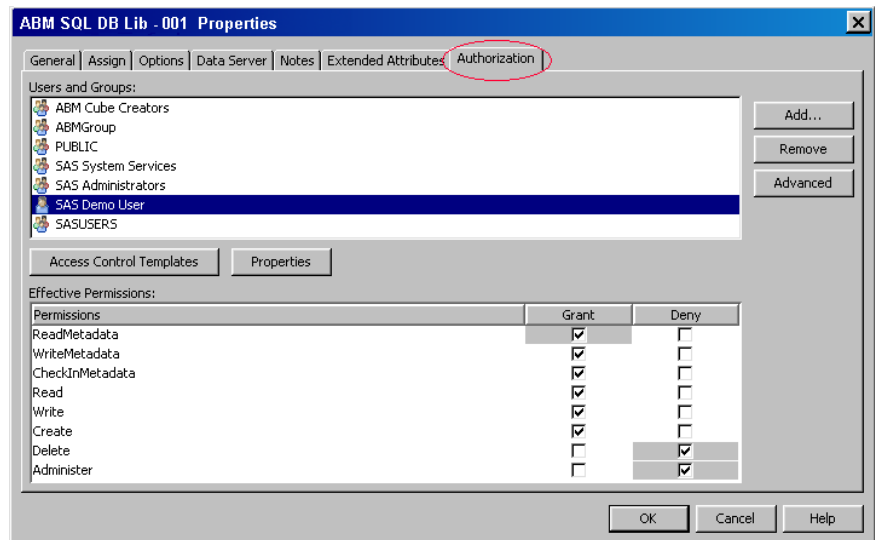 ABM SQL DB Lib - 001 Properties
General Assign Options Data Server Notes Extended Attributes Authorization
Users and Groups:
ABM Cube Creators
ABMGroup
PUBLIC
SAS System Services
SAS Administrators
SAS Demo User
SASUSERS
Add...
Remove
Advanced
Access Control Templates Properties
Effective Permissions:
Permissions Grant Deny
ReadMetadata
WriteMetadata
CheckInMetadata
Read
Write
Create
Delete
Administer
OK Cancel Help